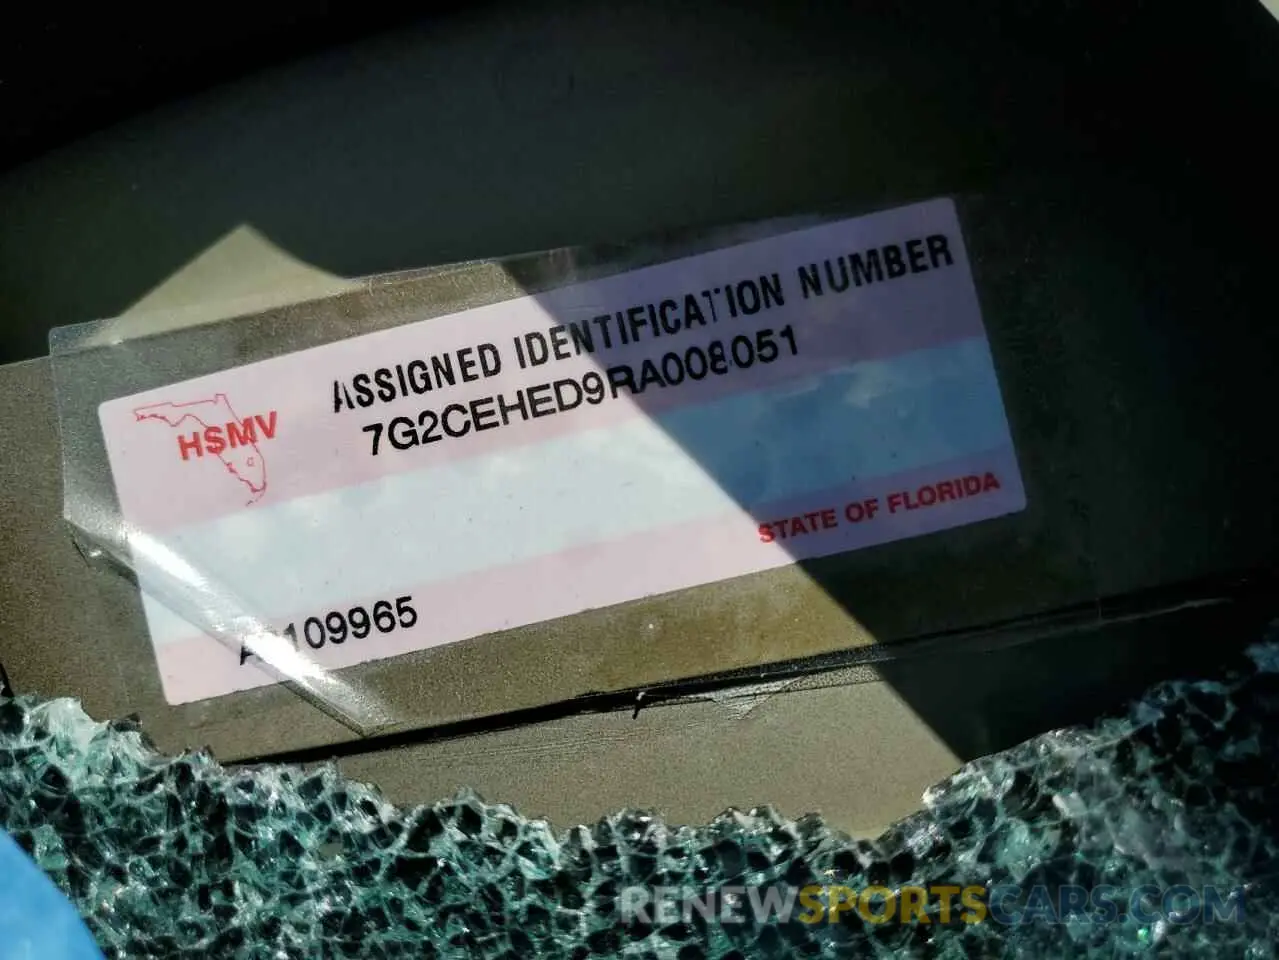 ASSIGNED IDENTIFICATION NUMBER
7G2CEHED9RA008051
HSMV
STATE OF FLORIDA
109965
RENEWSPORTSCARS.COM